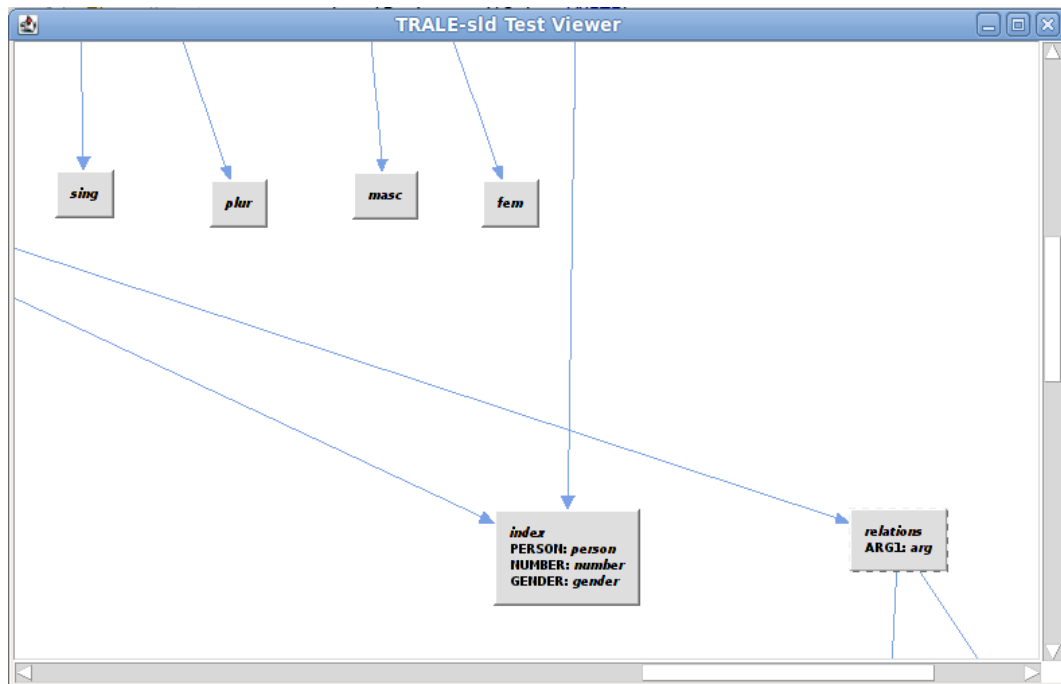 TRALE-sld Test Viewer
sing
plur
masc
fem
index
PERSON: person
NUMBER: number
GENDER: gender
relations
ARG1: arg